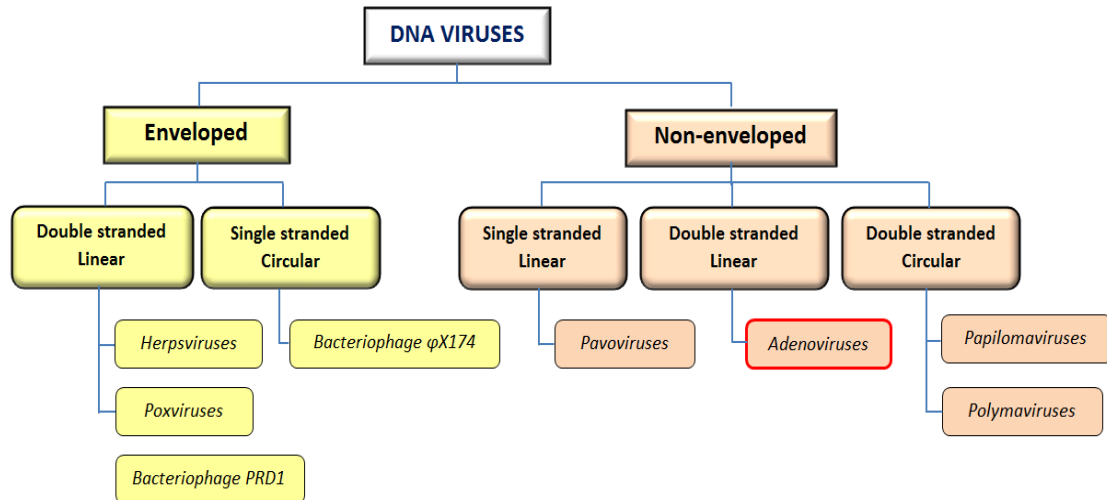 DNA VIRUSES
Enveloped
Non-enveloped
Double stranded
Linear
Single stranded
Circular
Single stranded
Linear
Double stranded
Linear
Double stranded
Circular
Herpsviruses
Bacteriophage φX174
Pavoviruses
Adenoviruses
Papilomaviruses
Poxviruses
Polymaviruses
Bacteriophage PRD1